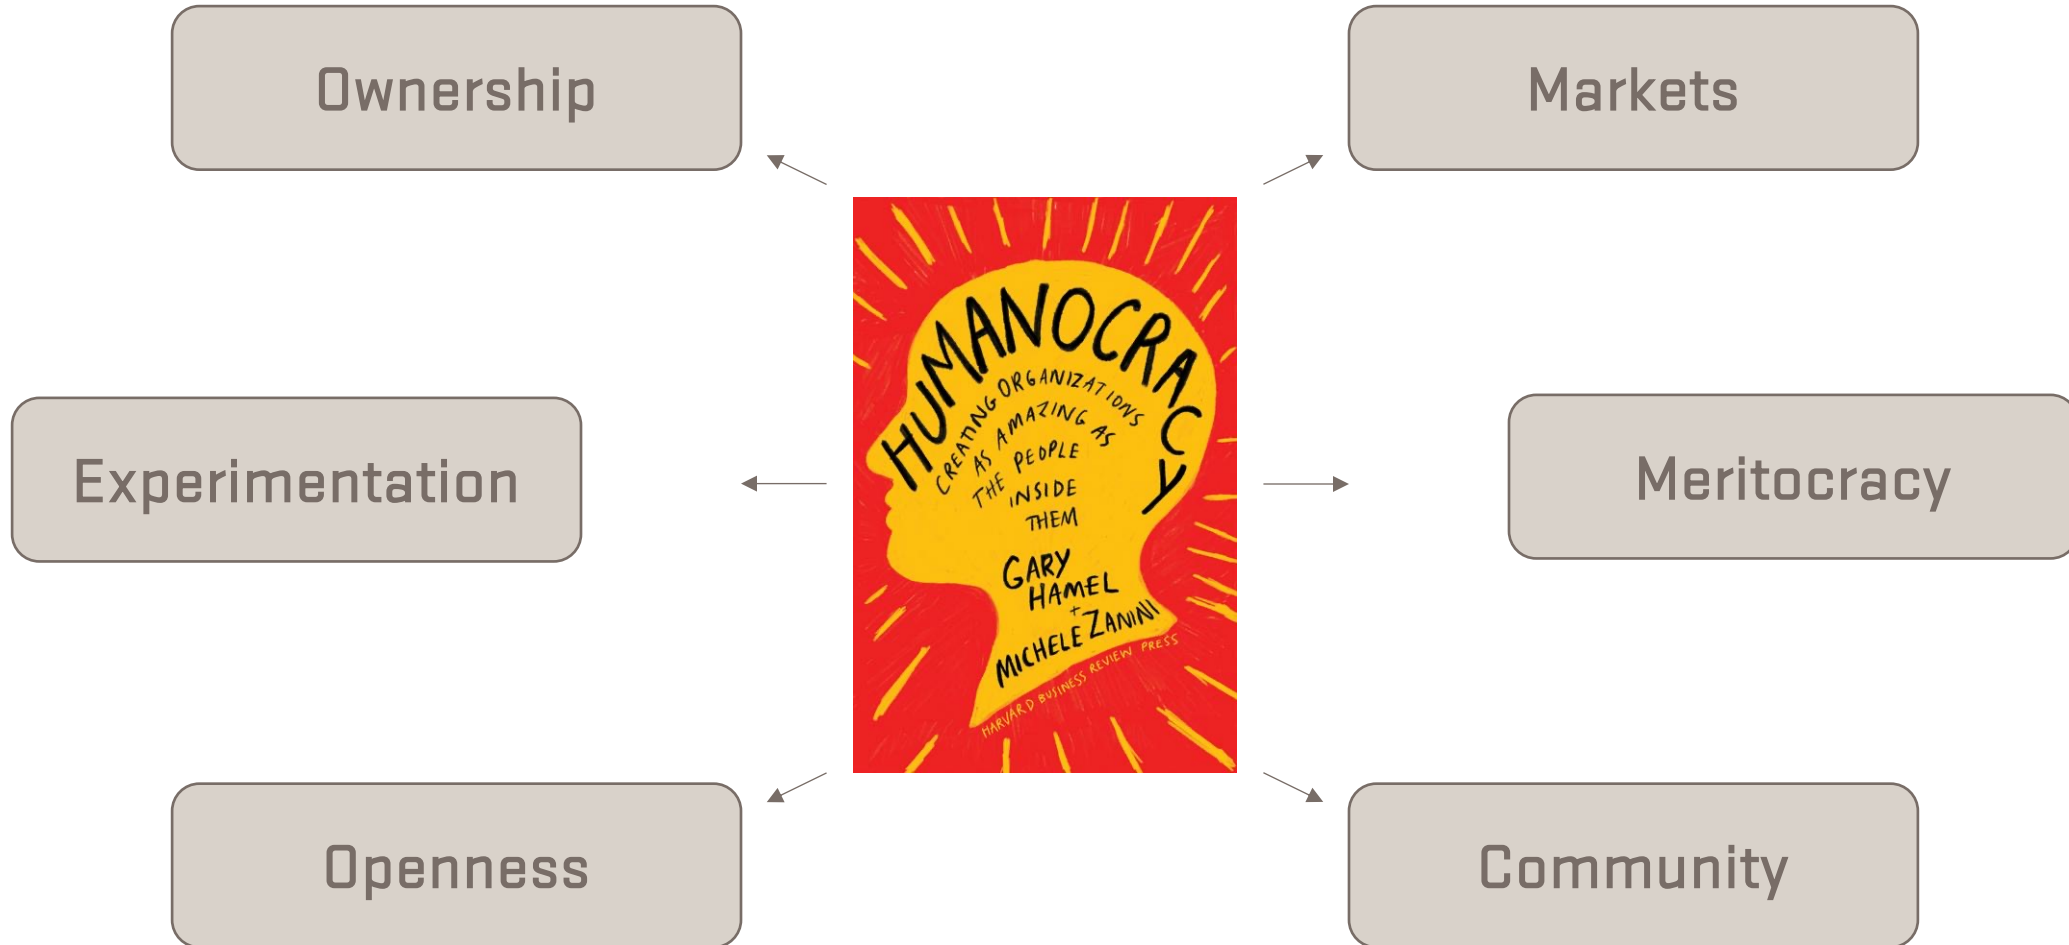 Ownership
Markets
HUMANOCRACY
CREATING ORGANIZATIONS
AS AMAZING AS
THE PEOPLE
INSIDE
THEM
GARY
HAMEL
+
MICHELE ZANINI
HARVARD BUSINESS REVIEW PRESS
Experimentation
Meritocracy
Openness
Community